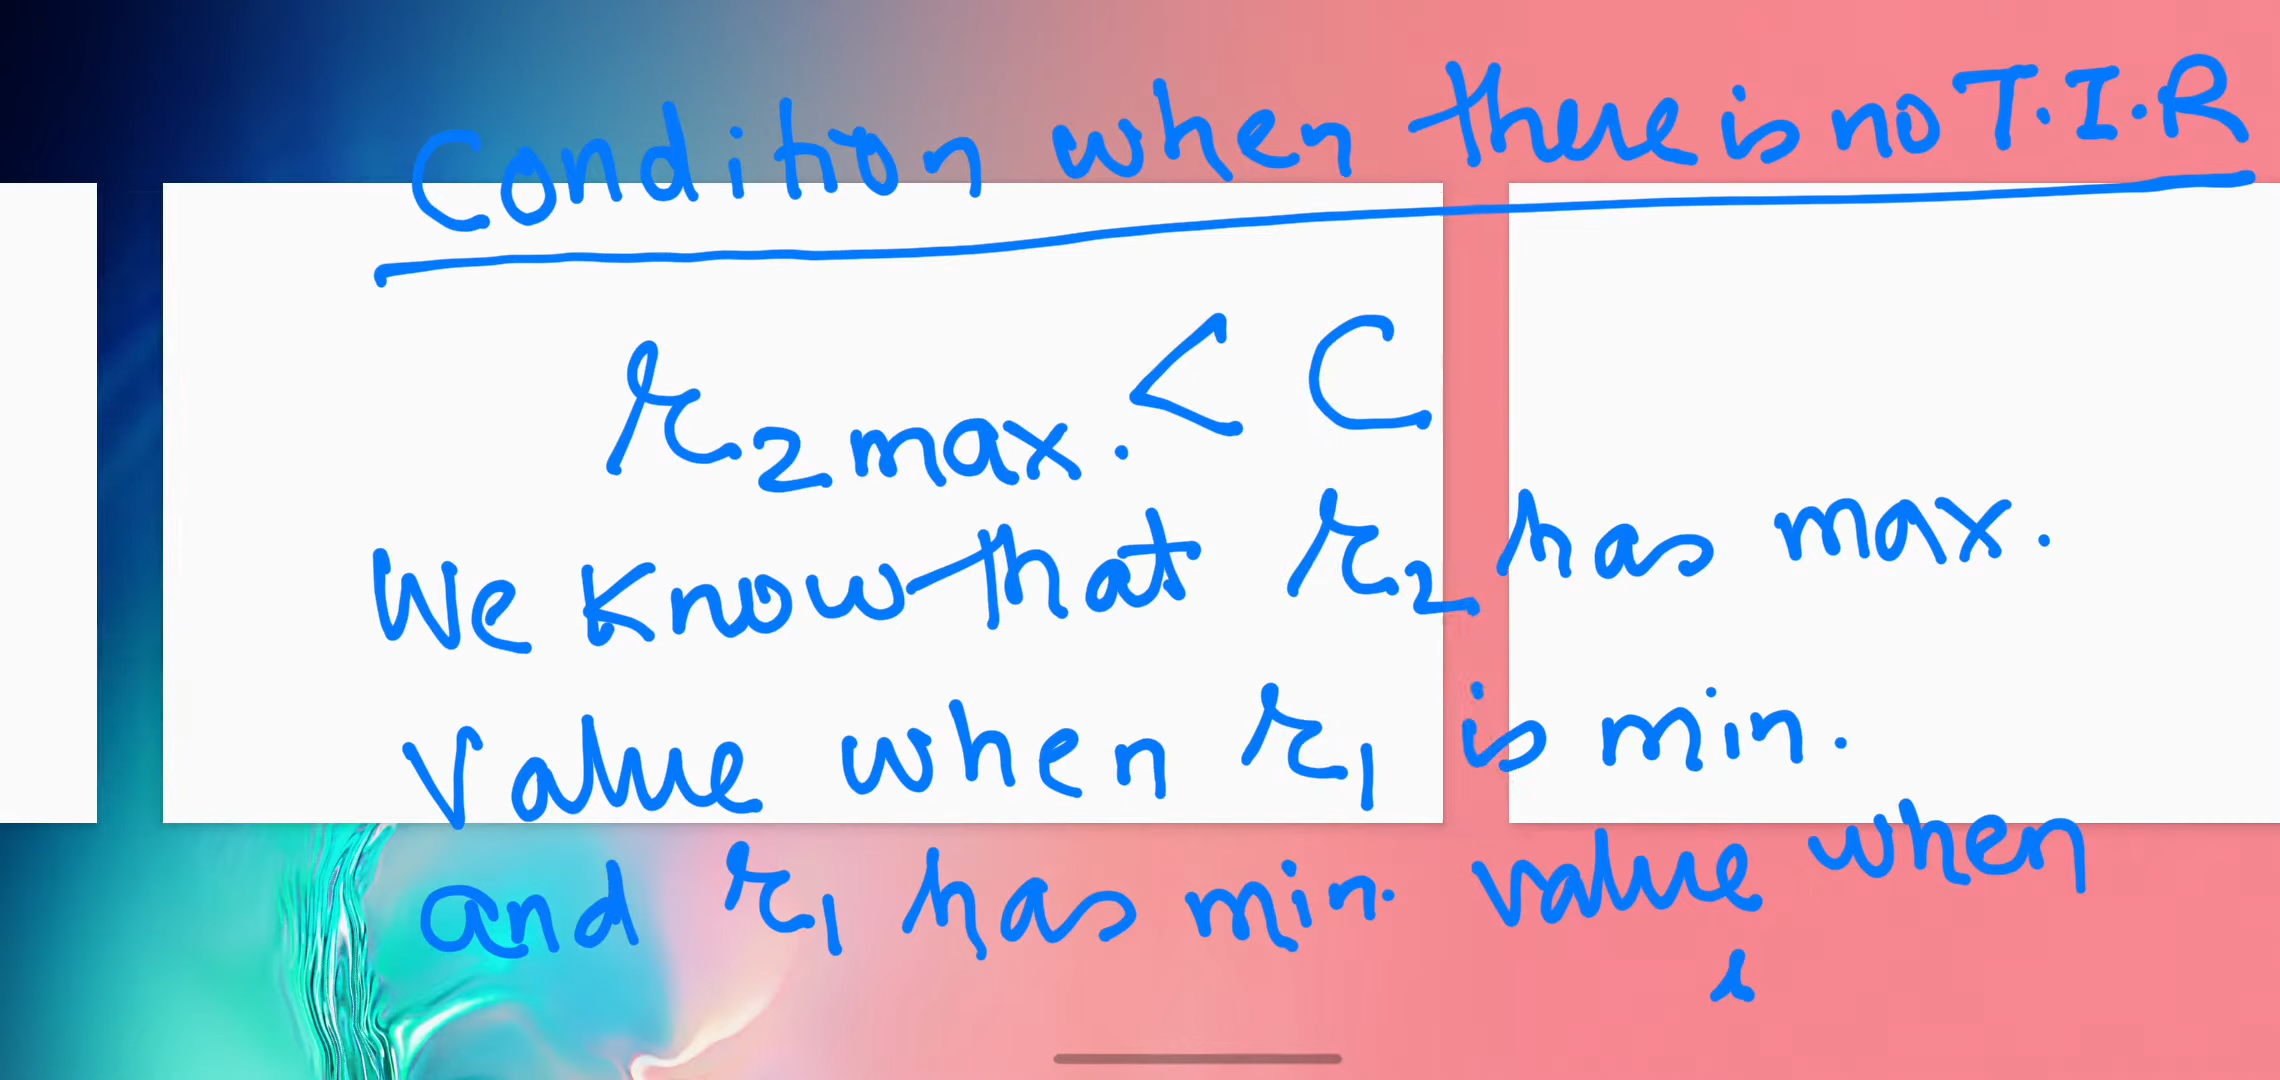 Condition when there is no T.I.R
r₂ max. < C
We know that r₂ has max.
Value when r₁ is min.
and r₁ has min. value when
i